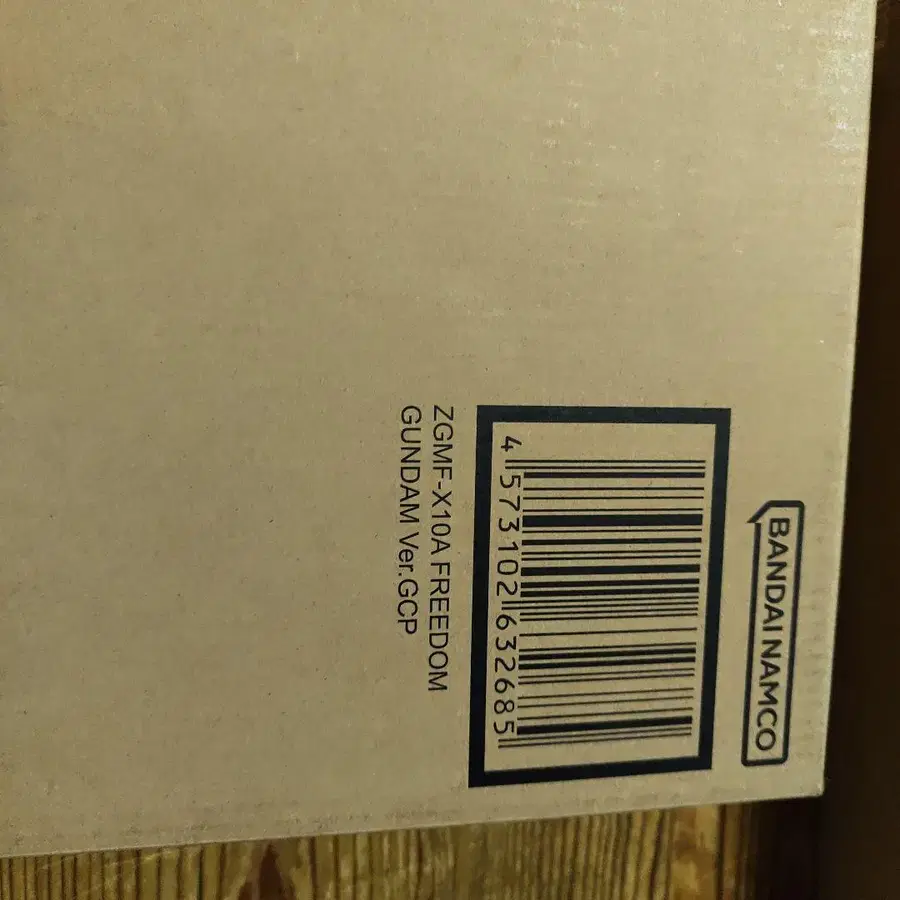 BANDAI NAMCO
4 573102 632685
ZGMF-X10A FREEDOM
GUNDAM Ver.GCP